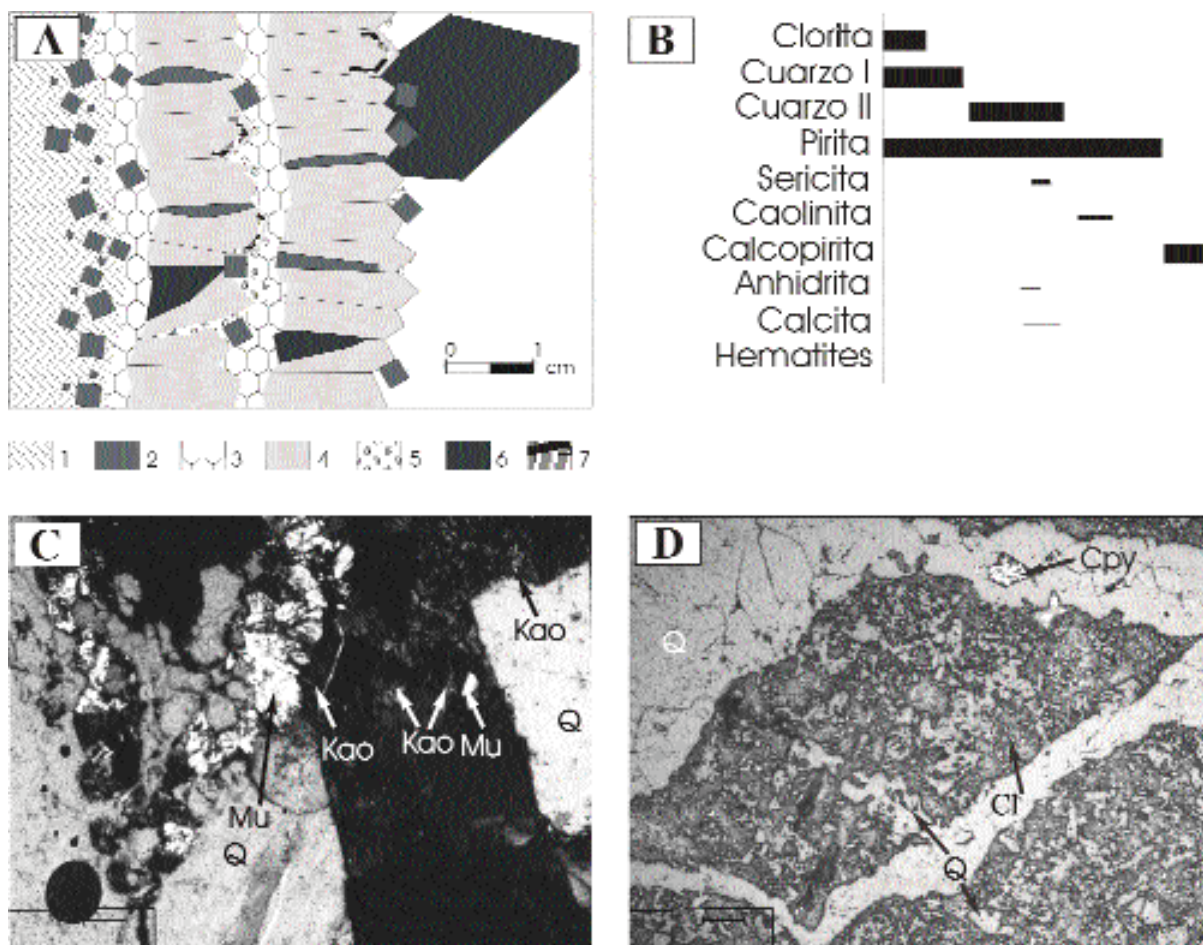 A
0 1
cm
1 2 3 4 5 6 7
B
Clorita
Cuarzo I
Cuarzo II
Pirita
Sericita
Caolinita
Calcopirita
Anhidrita
Calcita
Hematites
C
Kao
Kao
Kao Mu
Q
Mu
Q
D
Cpy
Q
Cl
Q